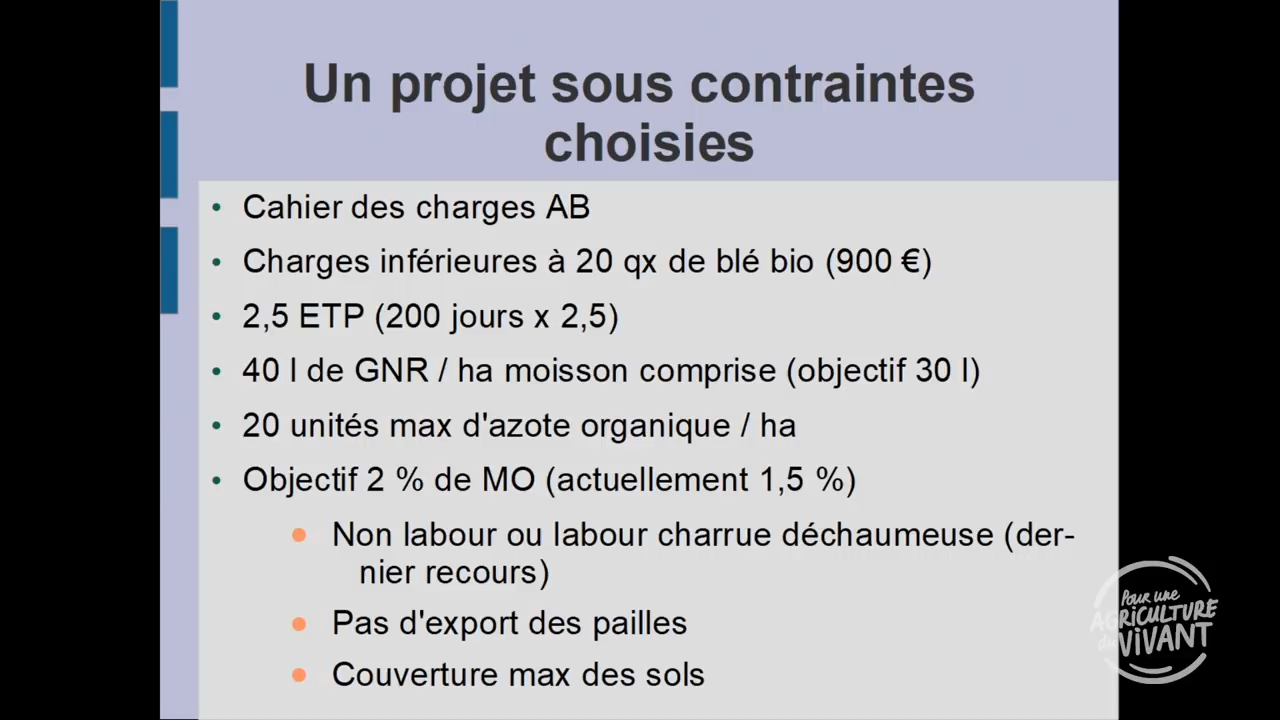 Un projet sous contraintes
choisies
• Cahier des charges AB
• Charges inférieures à 20 qx de blé bio (900 €)
• 2,5 ETP (200 jours x 2,5)
• 40 l de GNR / ha moisson comprise (objectif 30 l)
• 20 unités max d'azote organique / ha
• Objectif 2 % de MO (actuellement 1,5 %)
• Non labour ou labour charrue déchaumeuse (der-
nier recours)
• Pas d'export des pailles
• Couverture max des sols
Pour une
AGRICULTURE
du VIVANT